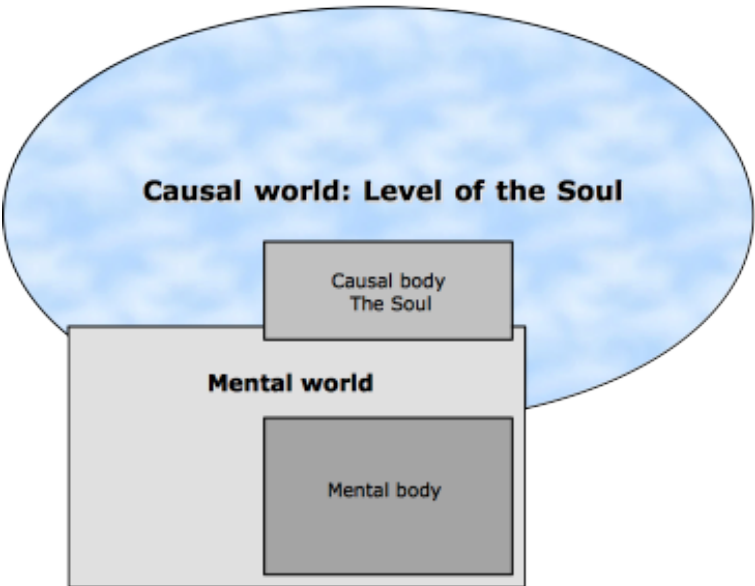 Causal world: Level of the Soul
Causal body
The Soul
Mental world
Mental body